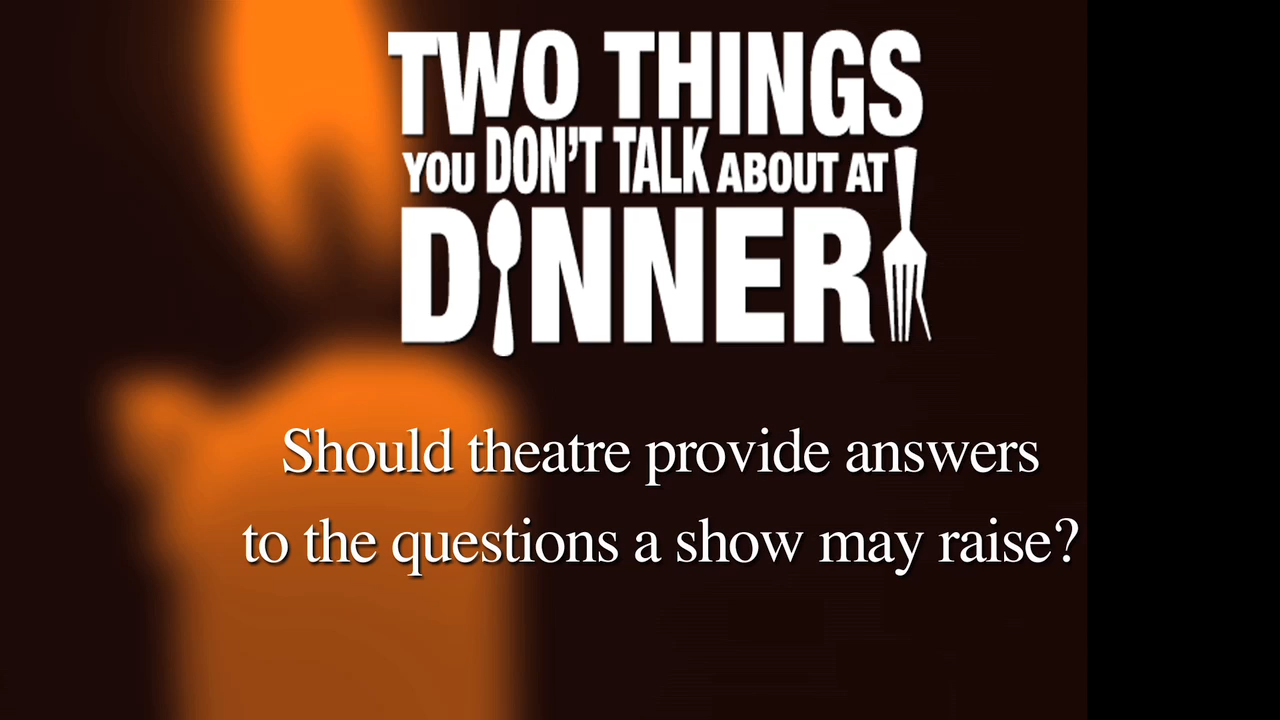 TWO THINGS
YOU DON'T TALK ABOUT AT
DINNER
Should theatre provide answers
to the questions a show may raise?